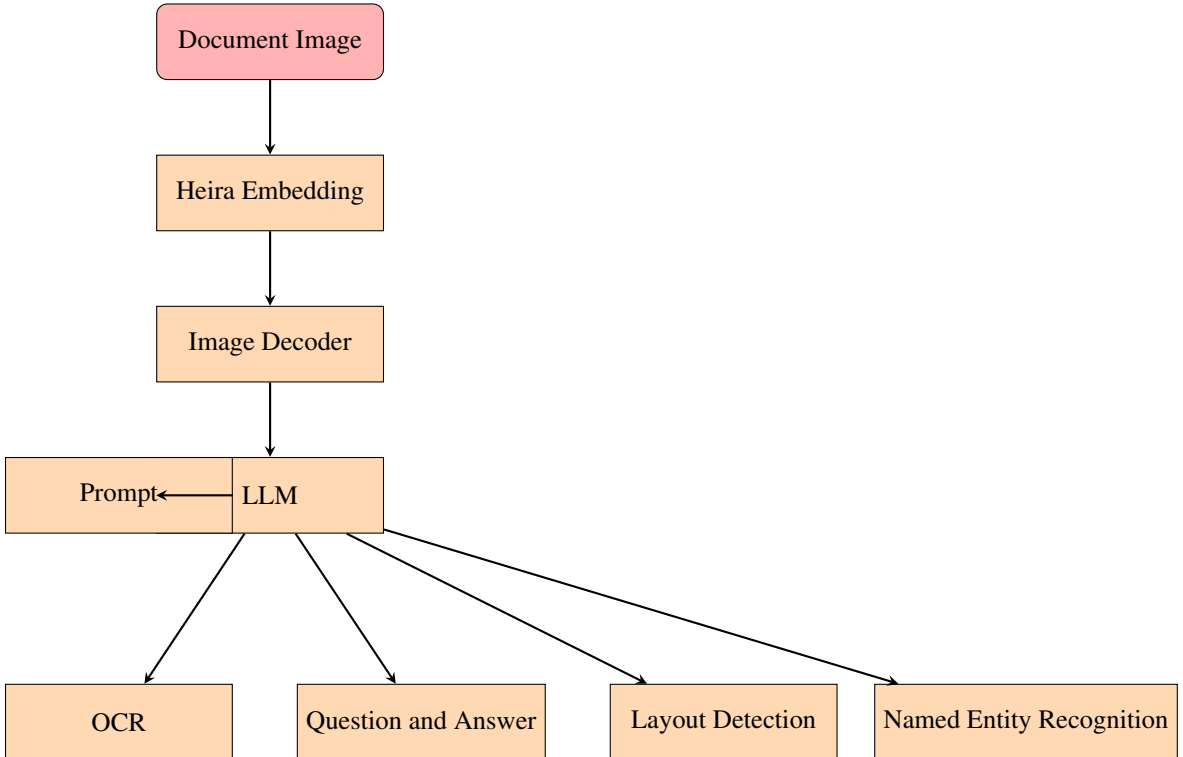 Document Image
Heira Embedding
Image Decoder
Prompt
LLM
OCR
Question and Answer
Layout Detection
Named Entity Recognition